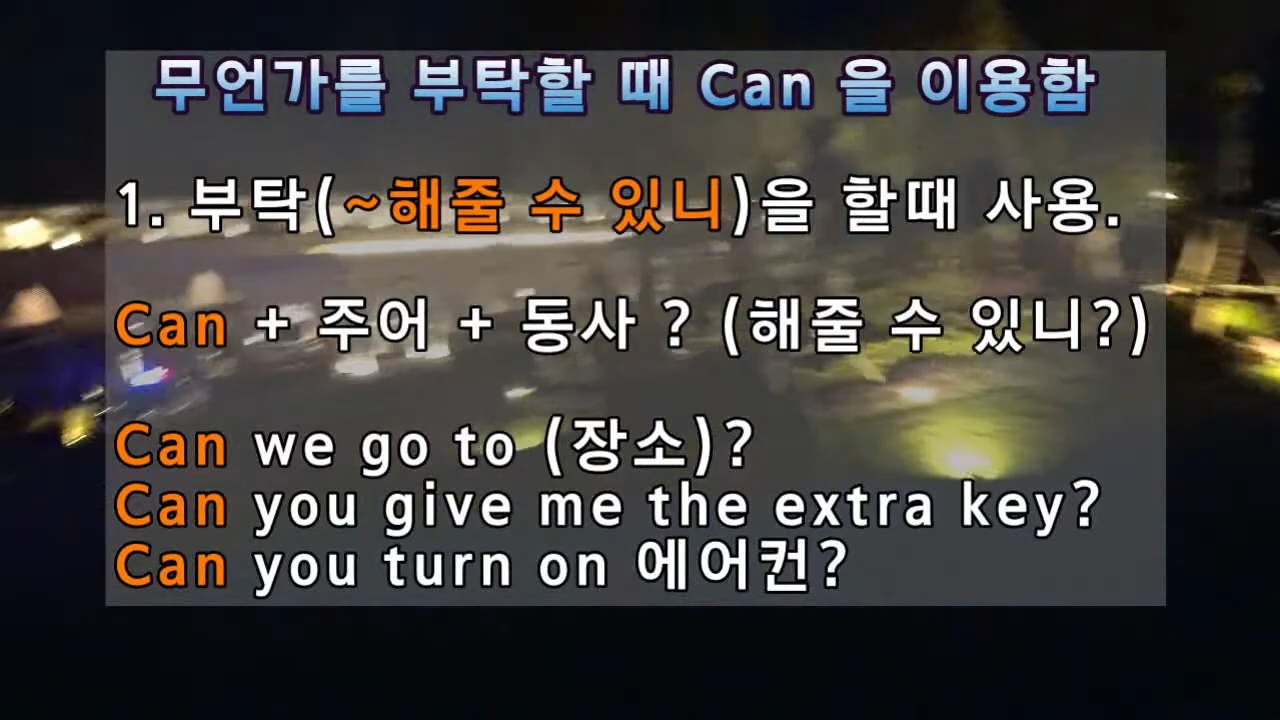 무언가를 부탁할 때 Can 을 이용함
1. 부탁(~해줄 수 있니)을 할때 사용.
Can + 주어 + 동사 ? (해줄 수 있니?)
Can we go to (장소)?
Can you give me the extra key?
Can you turn on 에어컨?